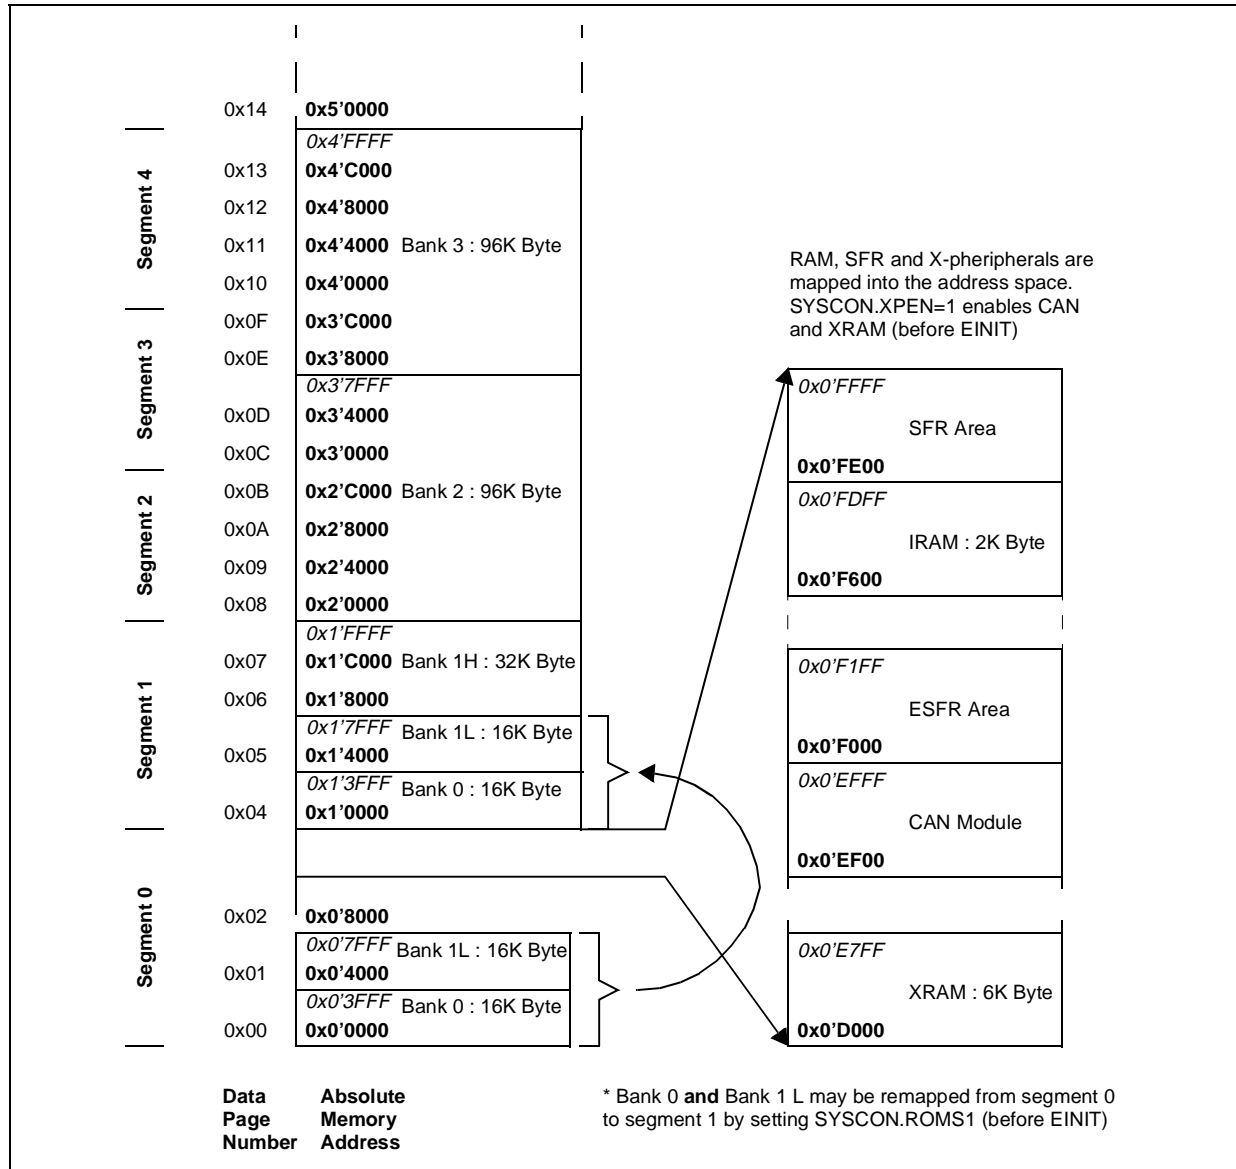 0x14 0x5'0000
0x4'FFFF
0x13 0x4'C000
0x12 0x4'8000
0x11 0x4'4000 Bank 3 : 96K Byte
0x10 0x4'0000
Segment 4
0x0F 0x3'C000
0x0E 0x3'8000
0x3'7FFF
0x0D 0x3'4000
0x0C 0x3'0000
Segment 3
0x0B 0x2'C000 Bank 2 : 96K Byte
0x0A 0x2'8000
0x09 0x2'4000
0x08 0x2'0000
Segment 2
0x1'FFFF
0x07 0x1'C000 Bank 1H : 32K Byte
0x06 0x1'8000
0x1'7FFF Bank 1L : 16K Byte
0x05 0x1'4000
0x1'3FFF Bank 0 : 16K Byte
0x04 0x1'0000
Segment 1
0x02 0x0'8000
0x0'7FFF Bank 1L : 16K Byte
0x01 0x0'4000
0x0'3FFF Bank 0 : 16K Byte
0x00 0x0'0000
Segment 0
Data Absolute
Page Memory
Number Address
RAM, SFR and X-pheripherals are
mapped into the address space.
SYSCON.XPEN=1 enables CAN
and XRAM (before EINIT)
0x0'FFFF
SFR Area
0x0'FE00
0x0'FDFF
IRAM : 2K Byte
0x0'F600
0x0'F1FF
ESFR Area
0x0'F000
0x0'EFFF
CAN Module
0x0'EF00
0x0'E7FF
XRAM : 6K Byte
0x0'D000
* Bank 0 and Bank 1 L may be remapped from segment 0
to segment 1 by setting SYSCON.ROMS1 (before EINIT)